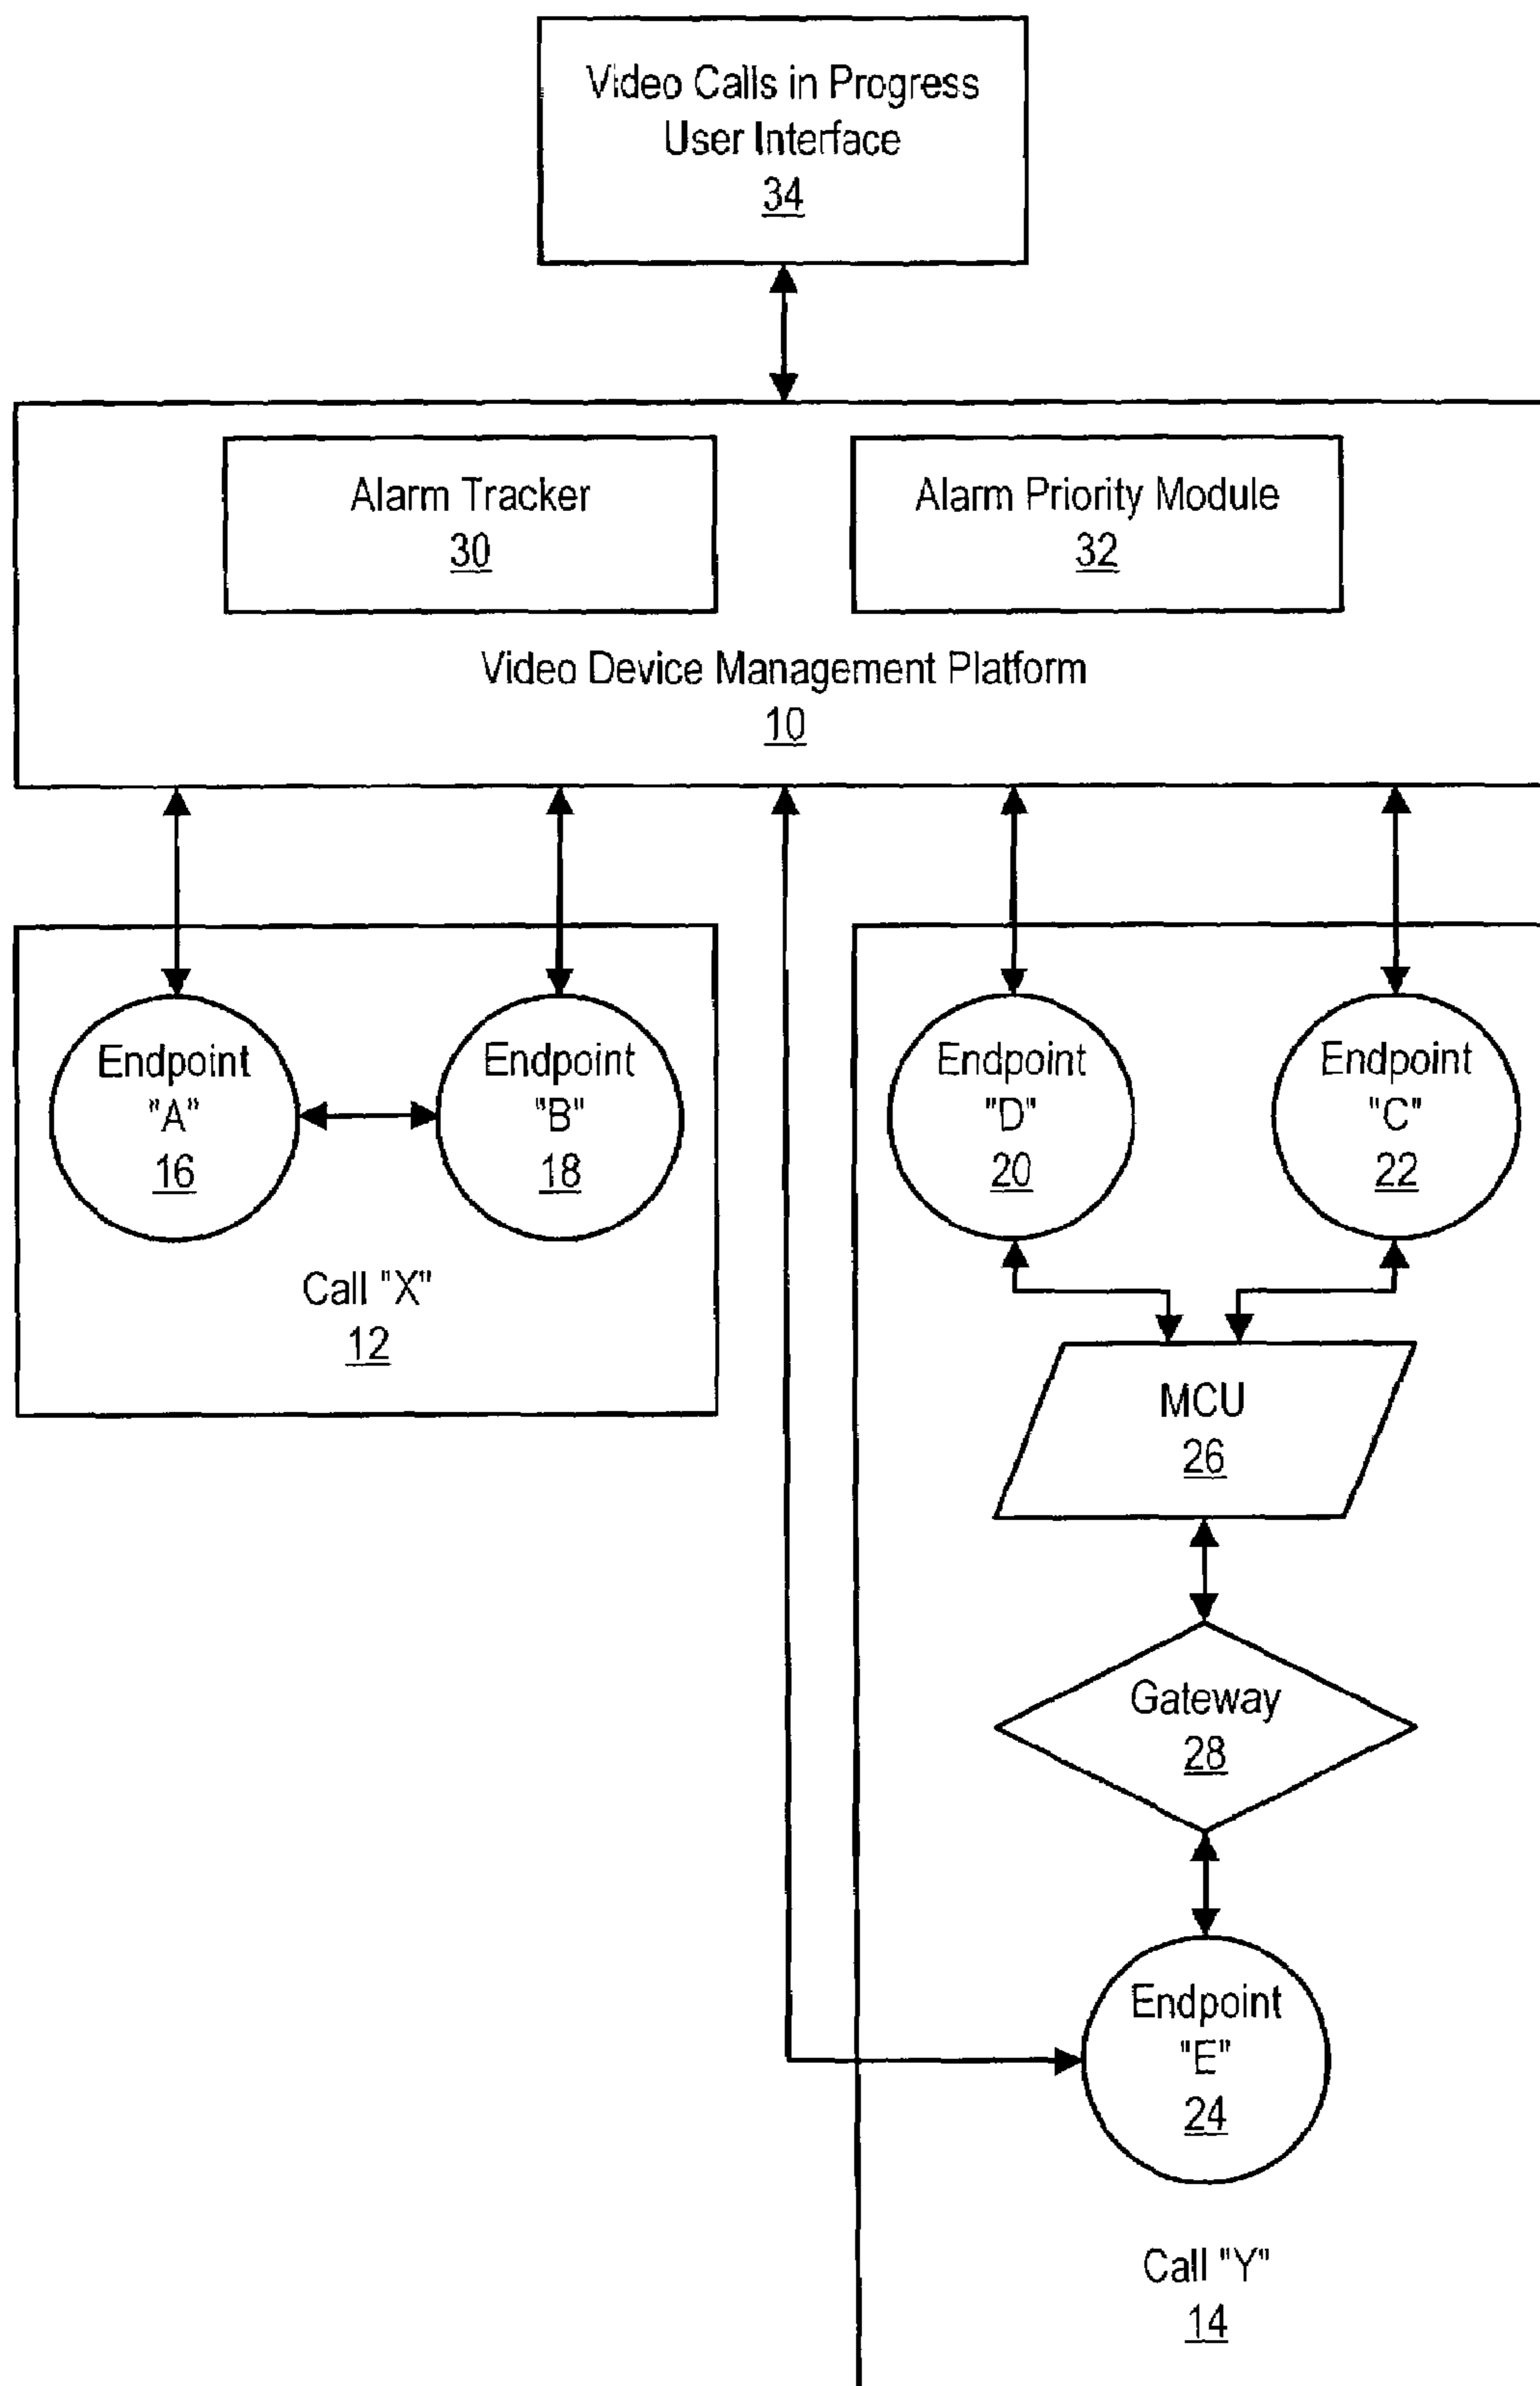 Video Calls in Progress
User Interface
34
Alarm Tracker
30
Alarm Priority Module
32
Video Device Management Platform
10
Endpoint
"A"
16
Endpoint
"B"
18
Call "X"
12
Endpoint
"D"
20
Endpoint
"C"
22
MCU
26
Gateway
28
Endpoint
"E"
24
Call "Y"
14